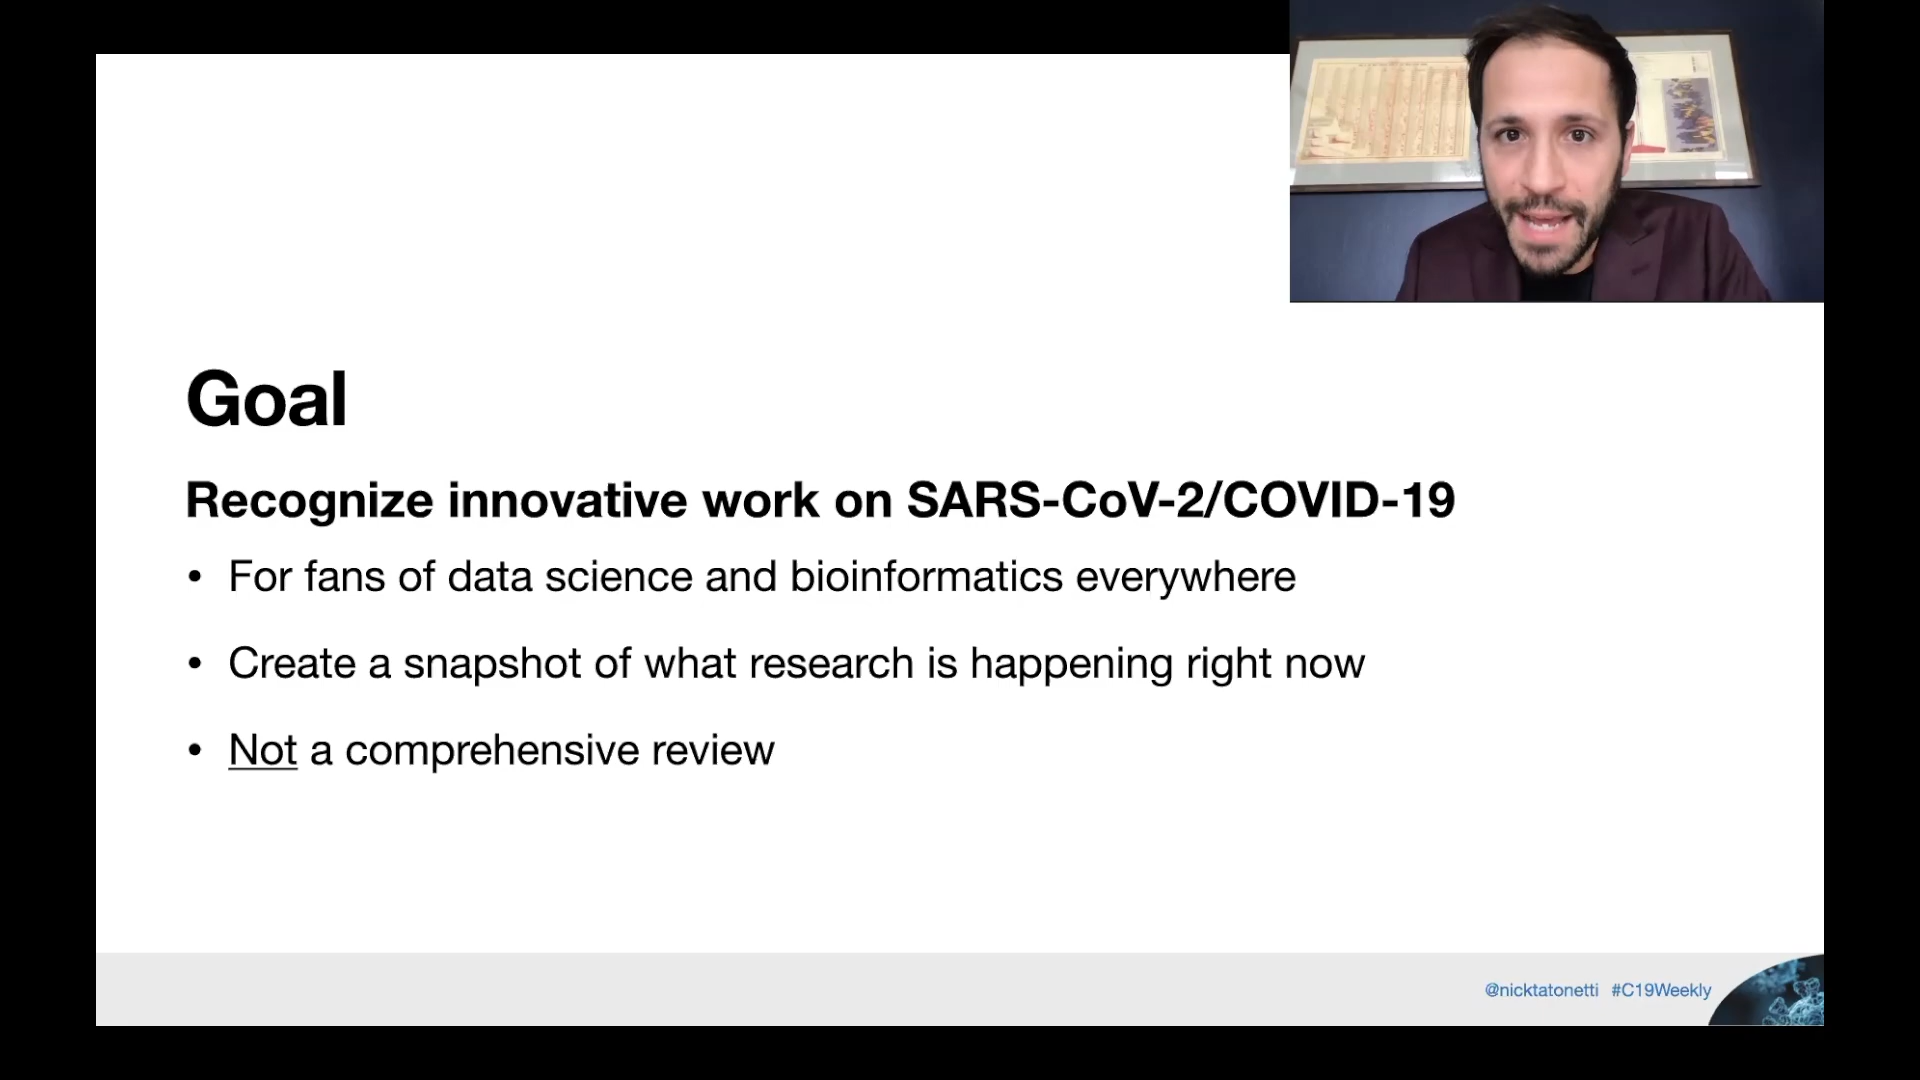 Goal
Recognize innovative work on SARS-CoV-2/COVID-19
• For fans of data science and bioinformatics everywhere
• Create a snapshot of what research is happening right now
• Not a comprehensive review
@nicktatonetti #C19Weekly